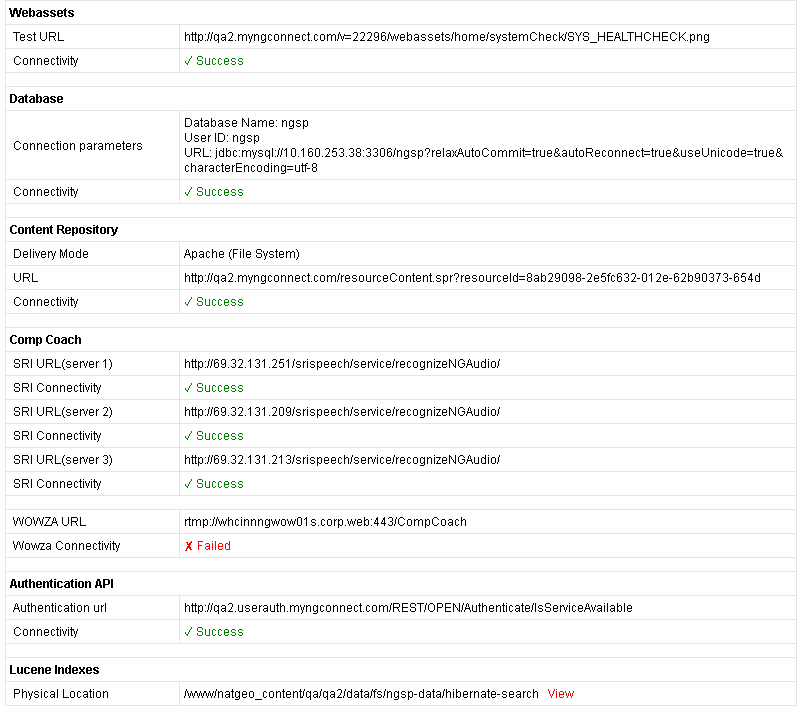 Webassets
Test URL http://qa2.myngconnect.com/v=22296/webassets/home/systemCheck/SYS_HEALTHCHECK.png
Connectivity ✓ Success
Database
Connection parameters Database Name: ngsp
User ID: ngsp
URL: jdbc:mysql://10.160.253.38:3306/ngsp?relaxAutoCommit=true&autoReconnect=true&useUnicode=true&
characterEncoding=utf-8
Connectivity ✓ Success
Content Repository
Delivery Mode Apache (File System)
URL http://qa2.myngconnect.com/resourceContent.spr?resourceId=8ab29098-2e5fc632-012e-62b90373-654d
Connectivity ✓ Success
Comp Coach
SRI URL(server 1) http://69.32.131.251/srispeech/service/recognizeNGAudio/
SRI Connectivity ✓ Success
SRI URL(server 2) http://69.32.131.209/srispeech/service/recognizeNGAudio/
SRI Connectivity ✓ Success
SRI URL(server 3) http://69.32.131.213/srispeech/service/recognizeNGAudio/
SRI Connectivity ✓ Success
WOWZA URL rtmp://whcinnngwow01s.corp.web:443/CompCoach
Wowza Connectivity ✗ Failed
Authentication API
Authentication url http://qa2.userauth.myngconnect.com/REST/OPEN/Authenticate/IsServiceAvailable
Connectivity ✓ Success
Lucene Indexes
Physical Location /www/natgeo_content/qa/qa2/data/fs/ngsp-data/hibernate-search View